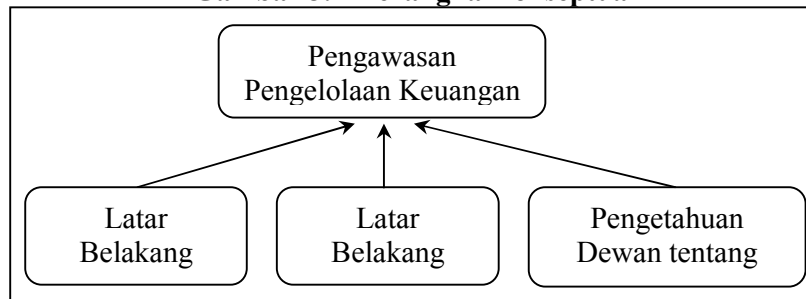 Pengawasan
Pengelolaan Keuangan
Latar
Belakang
Latar
Belakang
Pengetahuan
Dewan tentang